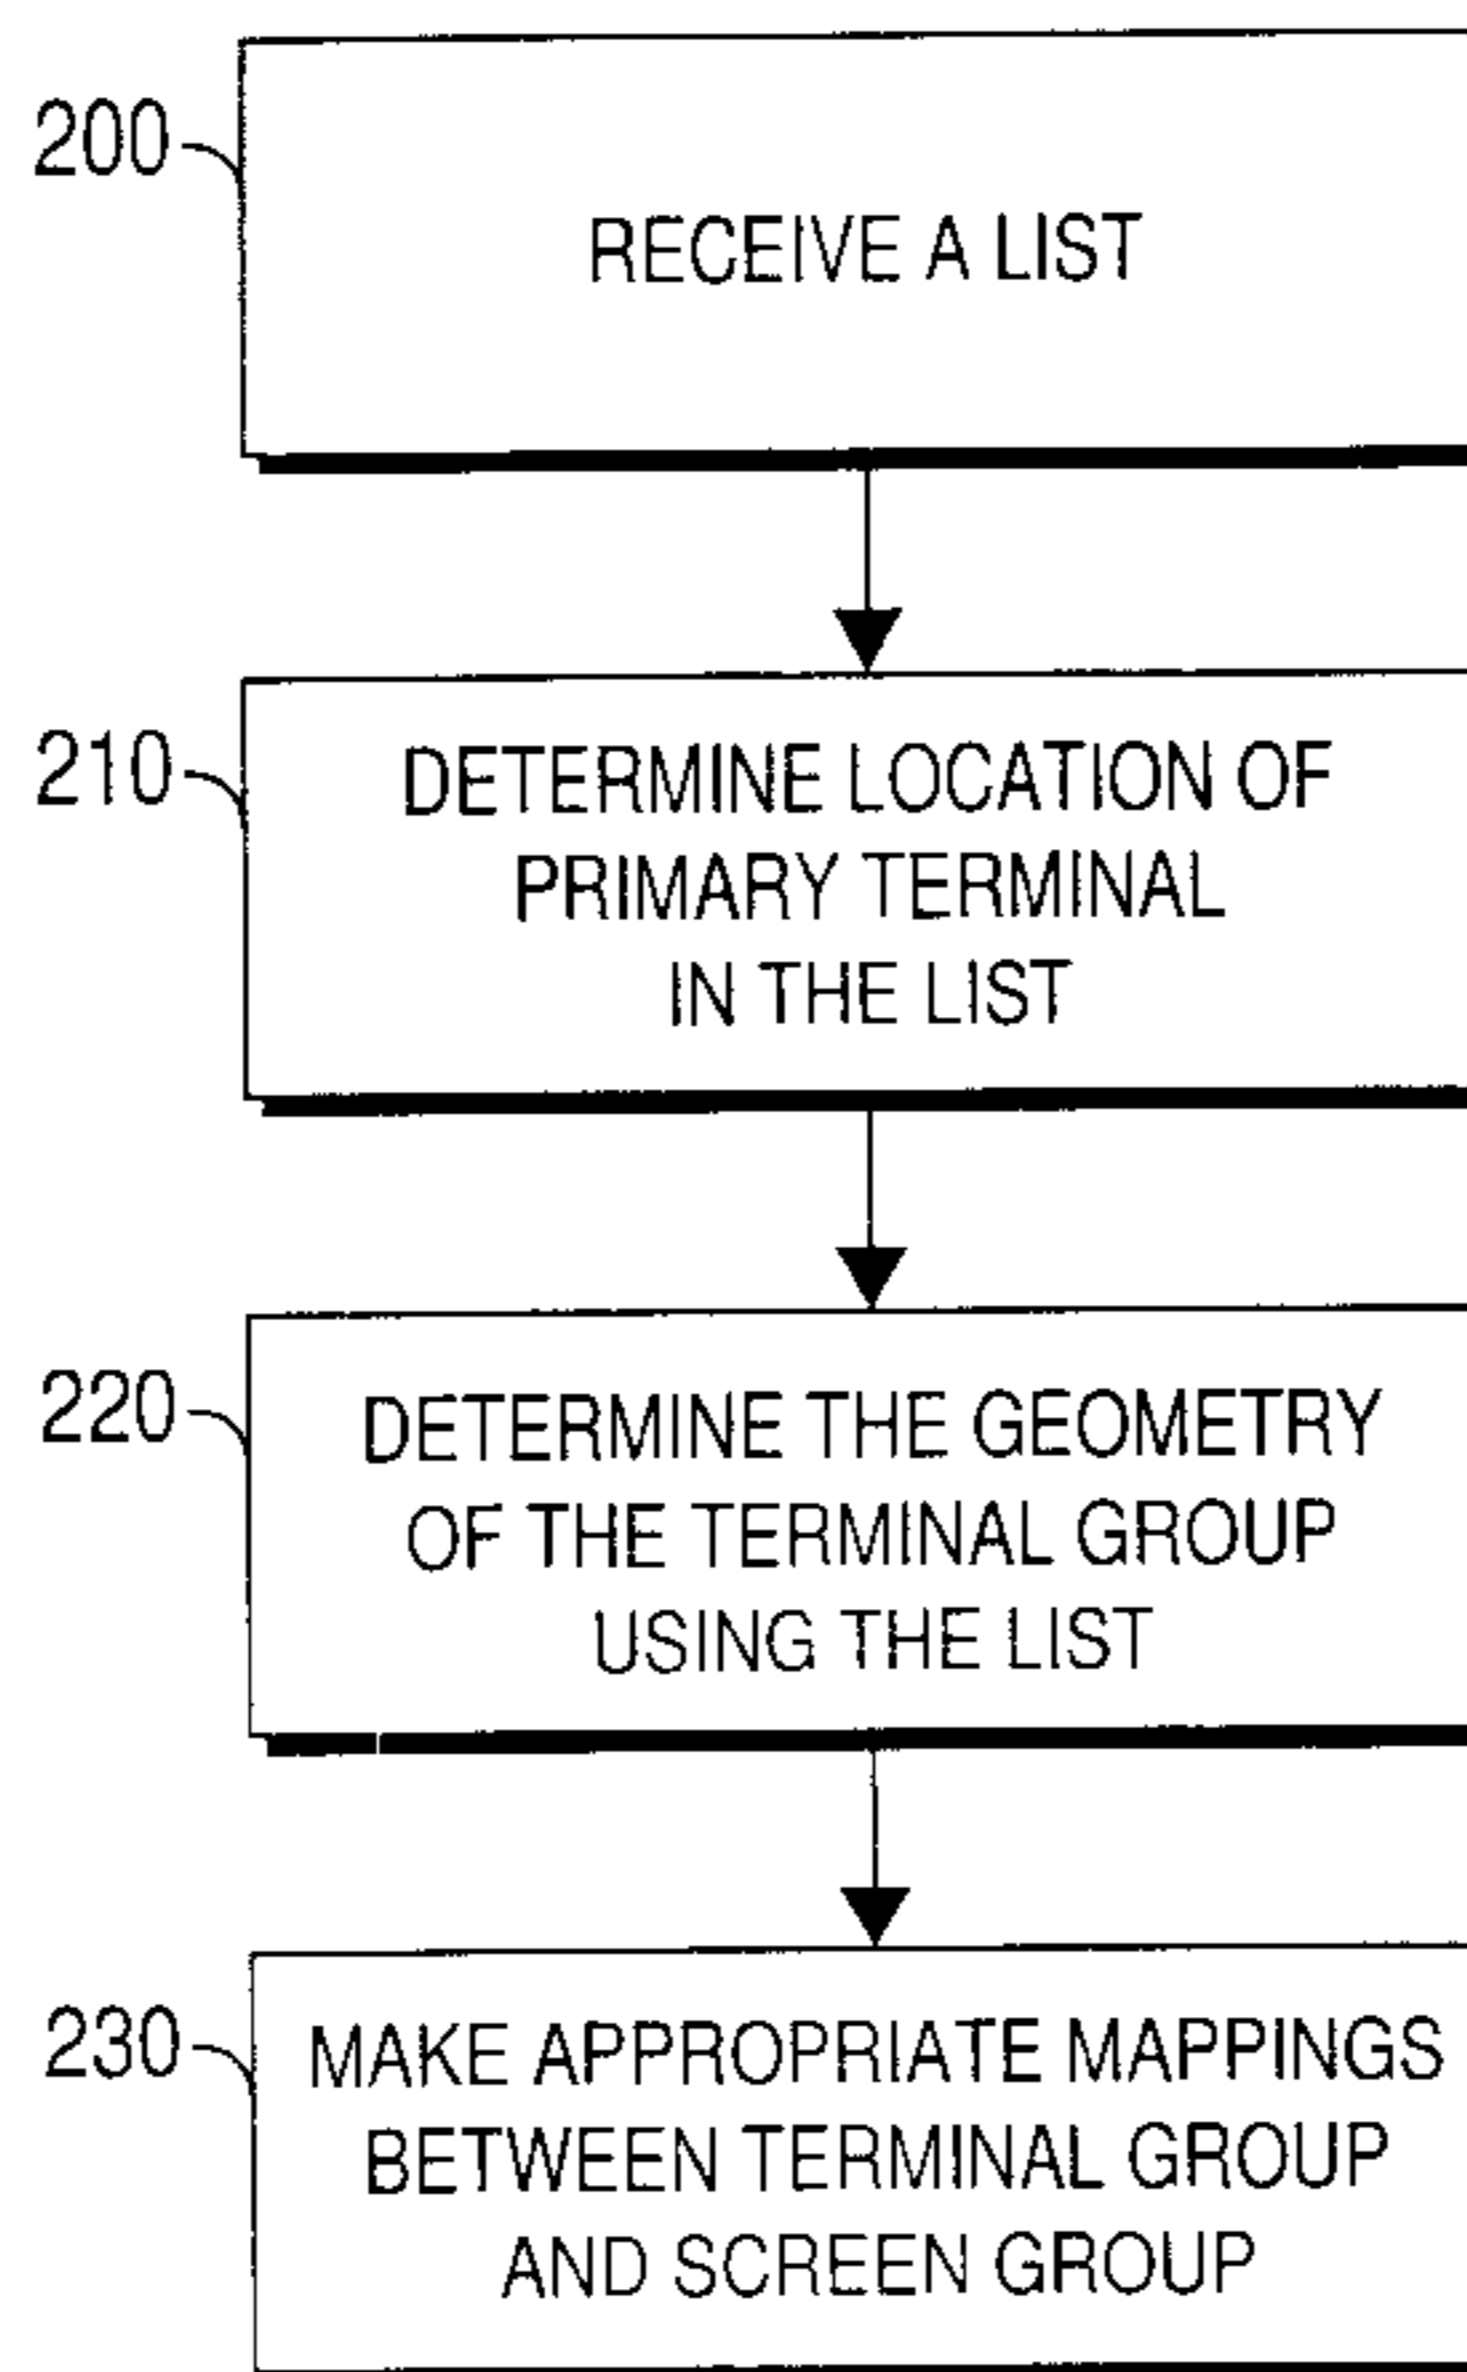 200
RECEIVE A LIST
210
DETERMINE LOCATION OF
PRIMARY TERMINAL
IN THE LIST
220
DETERMINE THE GEOMETRY
OF THE TERMINAL GROUP
USING THE LIST
230
MAKE APPROPRIATE MAPPINGS
BETWEEN TERMINAL GROUP
AND SCREEN GROUP